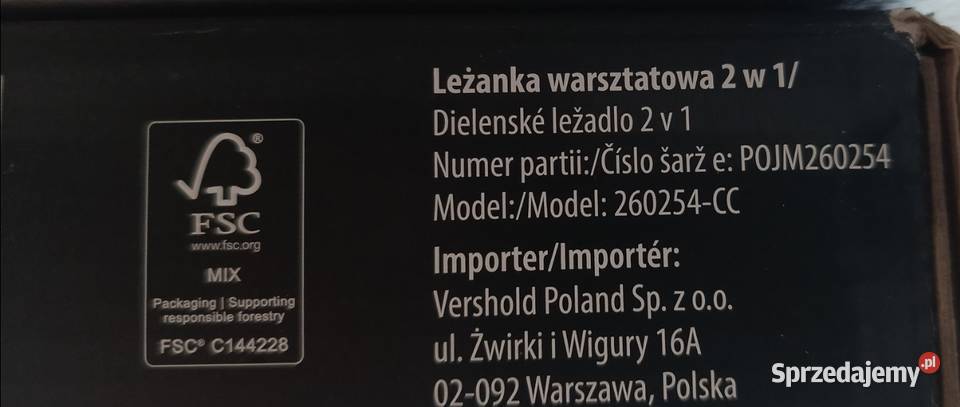 Leżanka warsztatowa 2 w 1/
Dielenské ležadlo 2 v 1
Numer partii:/Číslo šarž e: POJM260254
Model:/Model: 260254-CC
Importer/Importér:
Vershold Poland Sp. z o.o.
ul. Żwirki i Wigury 16A
02-092 Warszawa, Polska
®
FSC
www.fsc.org
MIX
Packaging | Supporting
responsible forestry
FSC® C144228
Sprzedajemy.pl